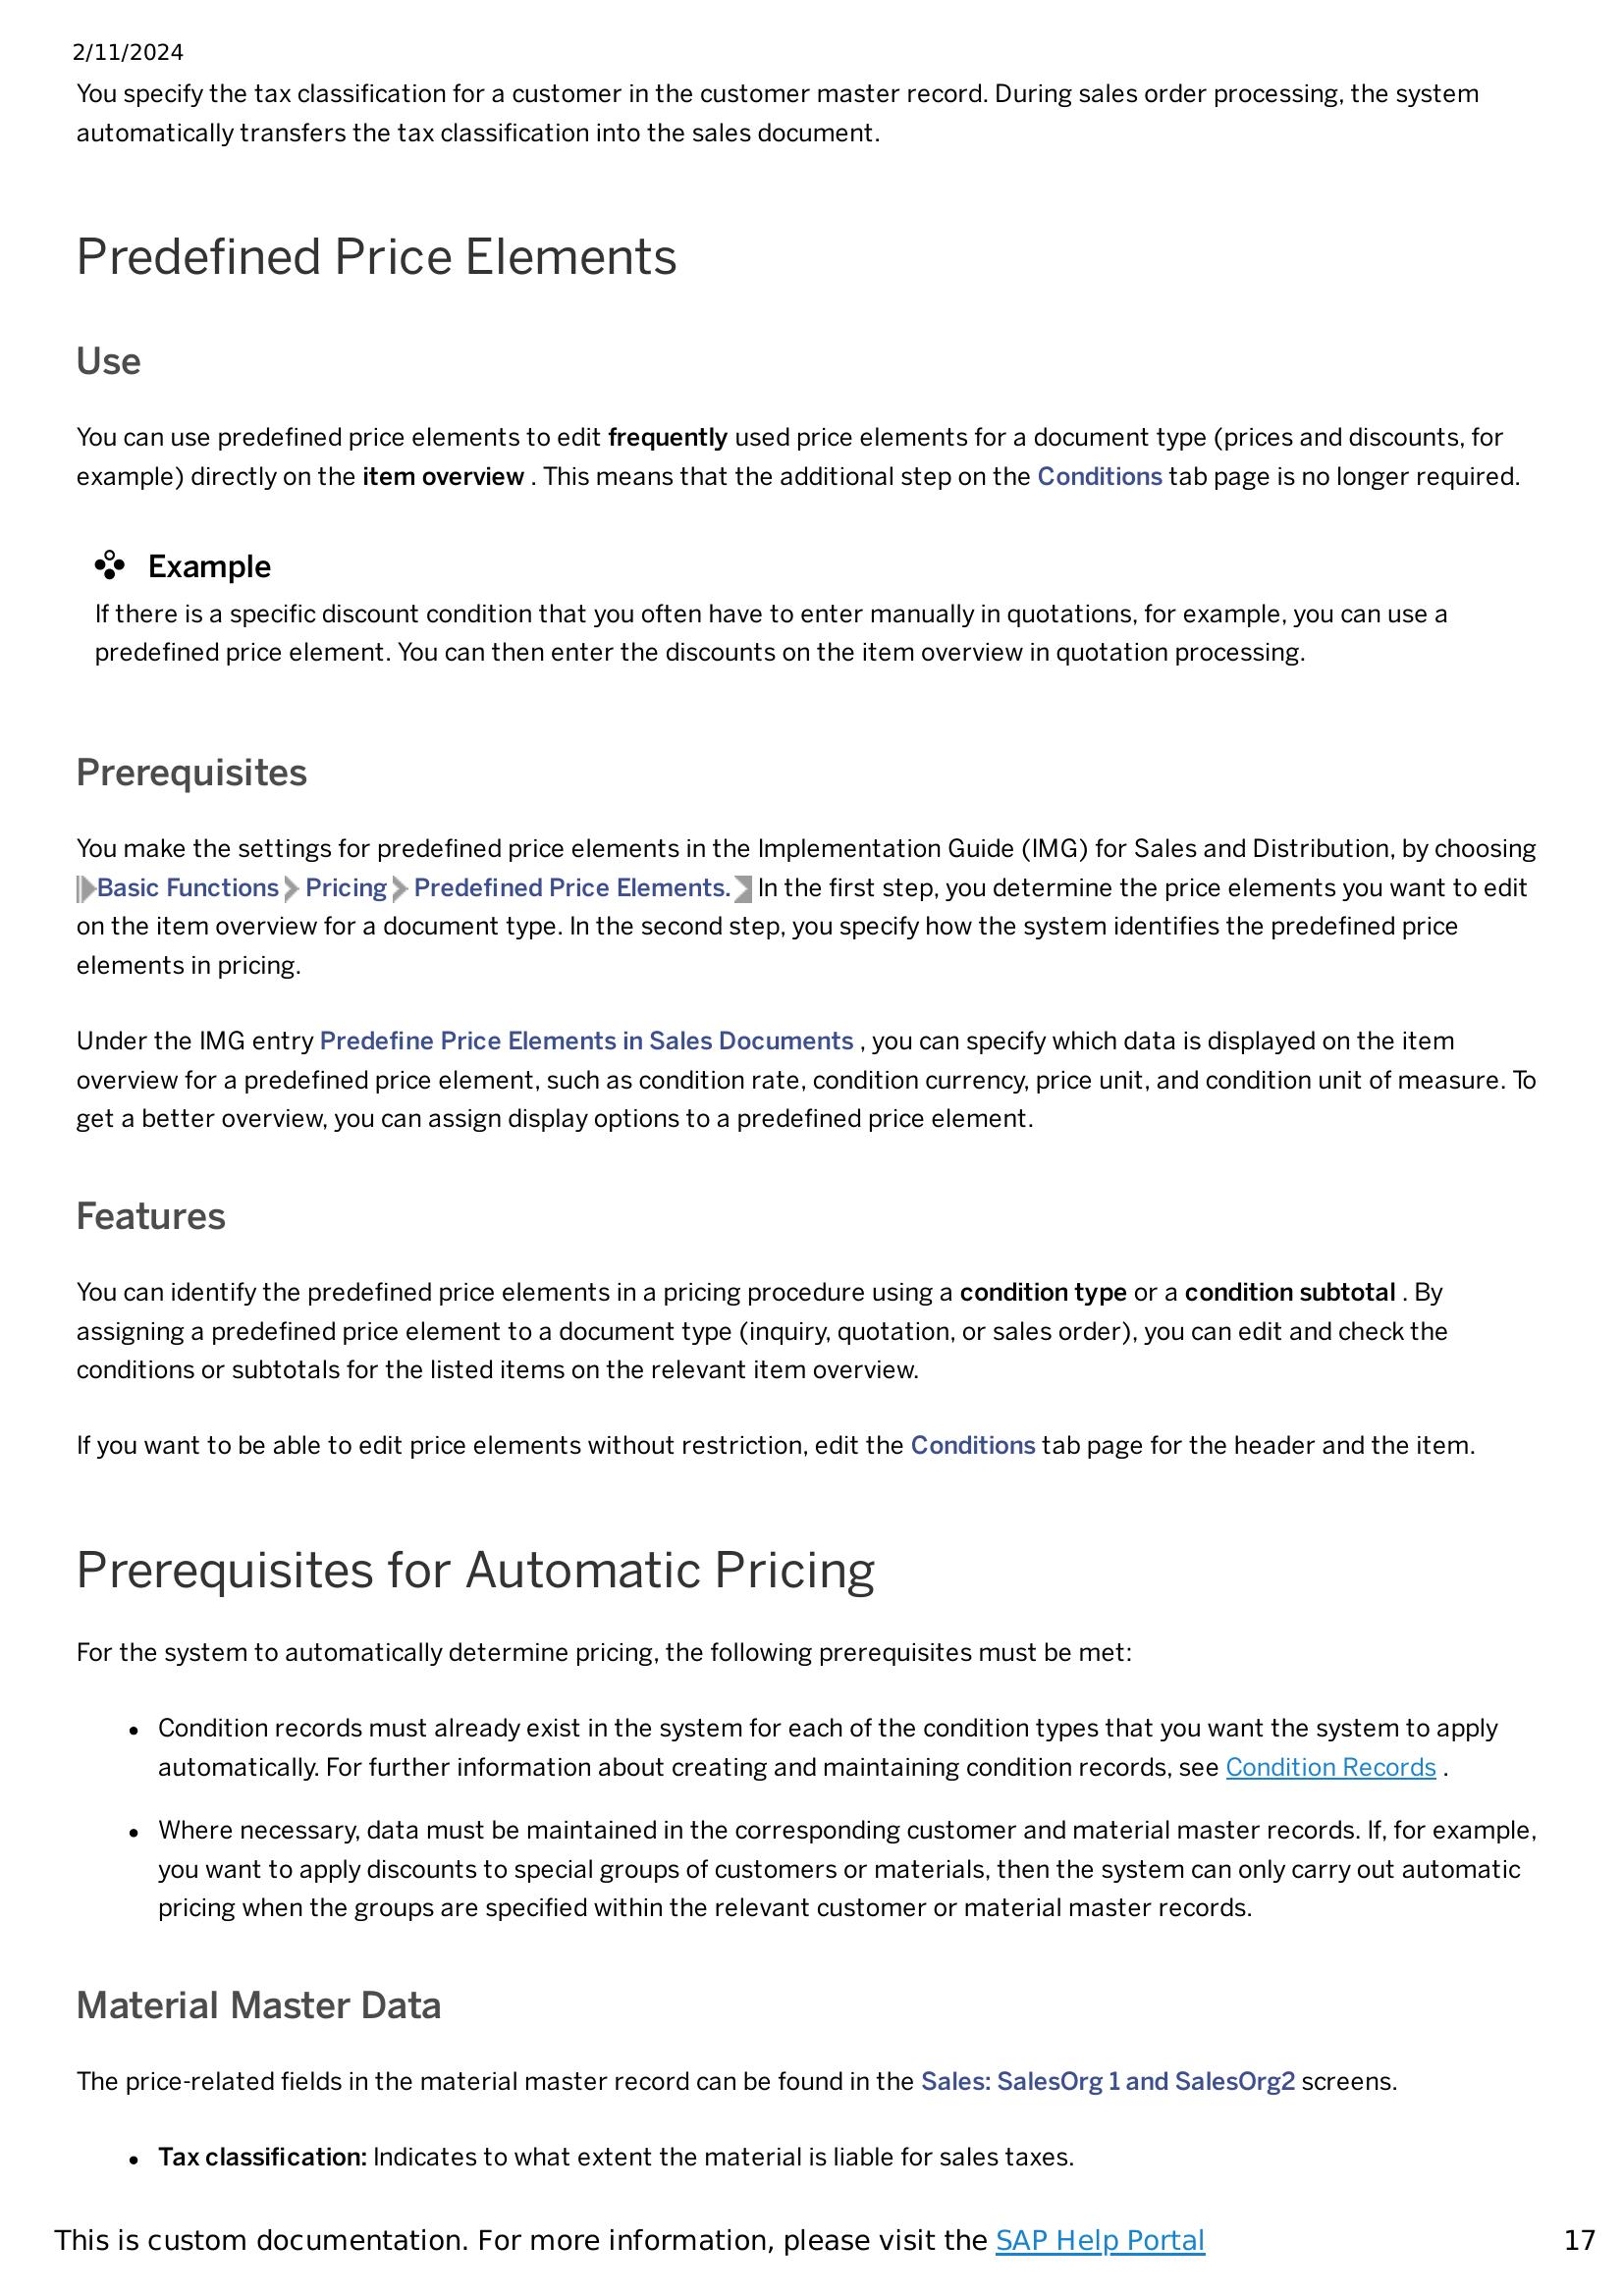 2/11/2024
You specify the tax classification for a customer in the customer master record. During sales order processing, the system
automatically transfers the tax classification into the sales document.
Predefined Price Elements
Use
You can use predefined price elements to edit frequently used price elements for a document type (prices and discounts, for
example) directly on the item overview . This means that the additional step on the Conditions tab page is no longer required.
Example
If there is a specific discount condition that you often have to enter manually in quotations, for example, you can use a
predefined price element. You can then enter the discounts on the item overview in quotation processing.
Prerequisites
You make the settings for predefined price elements in the Implementation Guide (IMG) for Sales and Distribution, by choosing
Basic Functions Pricing Predefined Price Elements. In the first step, you determine the price elements you want to edit
on the item overview for a document type. In the second step, you specify how the system identifies the predefined price
elements in pricing.
Under the IMG entry Predefine Price Elements in Sales Documents , you can specify which data is displayed on the item
overview for a predefined price element, such as condition rate, condition currency, price unit, and condition unit of measure. To
get a better overview, you can assign display options to a predefined price element.
Features
You can identify the predefined price elements in a pricing procedure using a condition type or a condition subtotal . By
assigning a predefined price element to a document type (inquiry, quotation, or sales order), you can edit and check the
conditions or subtotals for the listed items on the relevant item overview.
If you want to be able to edit price elements without restriction, edit the Conditions tab page for the header and the item.
Prerequisites for Automatic Pricing
For the system to automatically determine pricing, the following prerequisites must be met:
• Condition records must already exist in the system for each of the condition types that you want the system to apply
automatically. For further information about creating and maintaining condition records, see Condition Records .
• Where necessary, data must be maintained in the corresponding customer and material master records. If, for example,
you want to apply discounts to special groups of customers or materials, then the system can only carry out automatic
pricing when the groups are specified within the relevant customer or material master records.
Material Master Data
The price-related fields in the material master record can be found in the Sales: SalesOrg 1 and SalesOrg2 screens.
• Tax classification: Indicates to what extent the material is liable for sales taxes.
This is custom documentation. For more information, please visit the SAP Help Portal 17